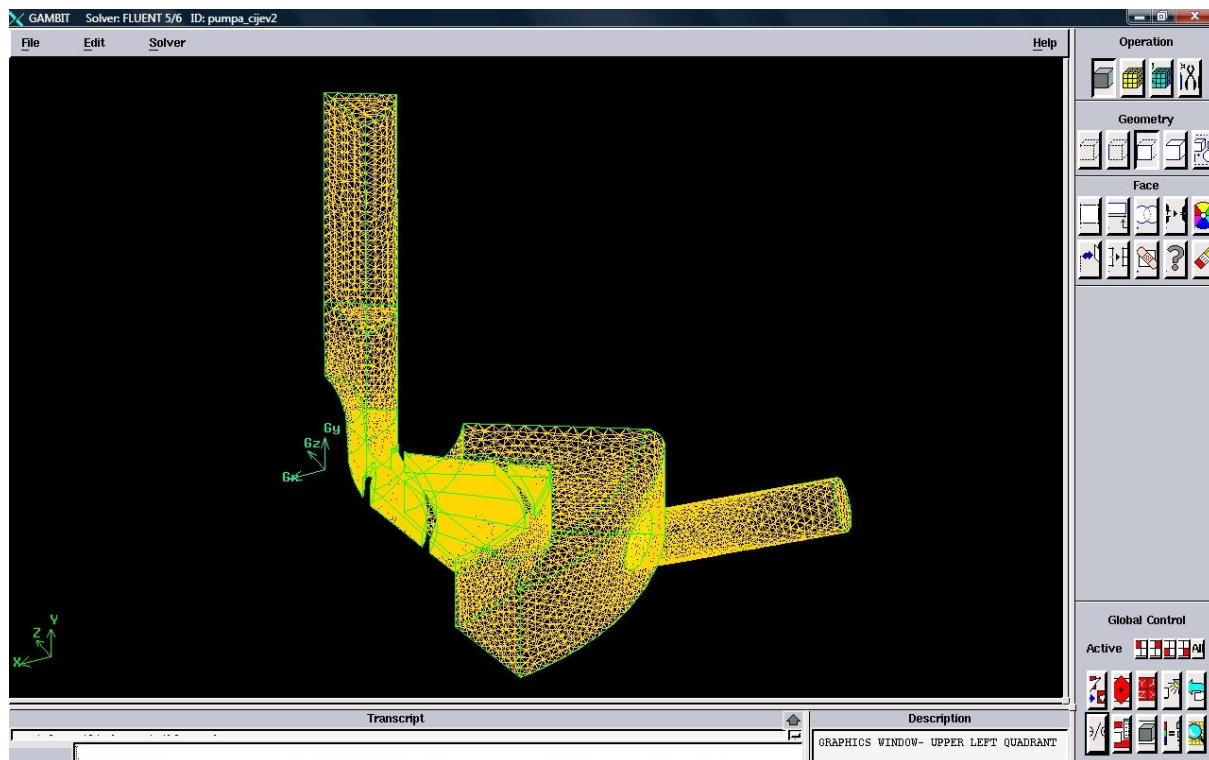 GAMBIT Solver: FLUENT 5/6 ID: pumpa_cijev2
File Edit Solver Help
Operation
Geometry
Face
Gy
Gz
Gx
Y
Z
X
Global Control
Active All
Transcript Description
GRAPHICS WINDOW- UPPER LEFT QUADRANT